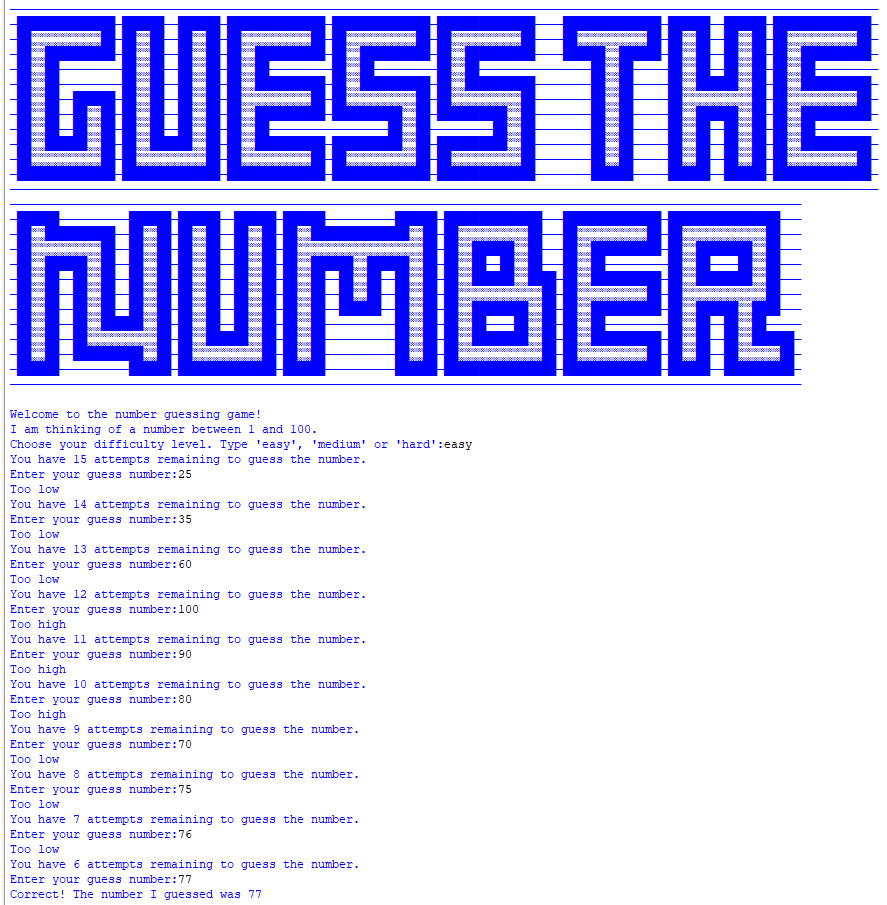 GUESS THE
NUMBER
Welcome to the number guessing game!
I am thinking of a number between 1 and 100.
Choose your difficulty level. Type 'easy', 'medium' or 'hard':easy
You have 15 attempts remaining to guess the number.
Enter your guess number:25
Too low
You have 14 attempts remaining to guess the number.
Enter your guess number:35
Too low
You have 13 attempts remaining to guess the number.
Enter your guess number:60
Too low
You have 12 attempts remaining to guess the number.
Enter your guess number:100
Too high
You have 11 attempts remaining to guess the number.
Enter your guess number:90
Too high
You have 10 attempts remaining to guess the number.
Enter your guess number:80
Too high
You have 9 attempts remaining to guess the number.
Enter your guess number:70
Too low
You have 8 attempts remaining to guess the number.
Enter your guess number:75
Too low
You have 7 attempts remaining to guess the number.
Enter your guess number:76
Too low
You have 6 attempts remaining to guess the number.
Enter your guess number:77
Correct! The number I guessed was 77